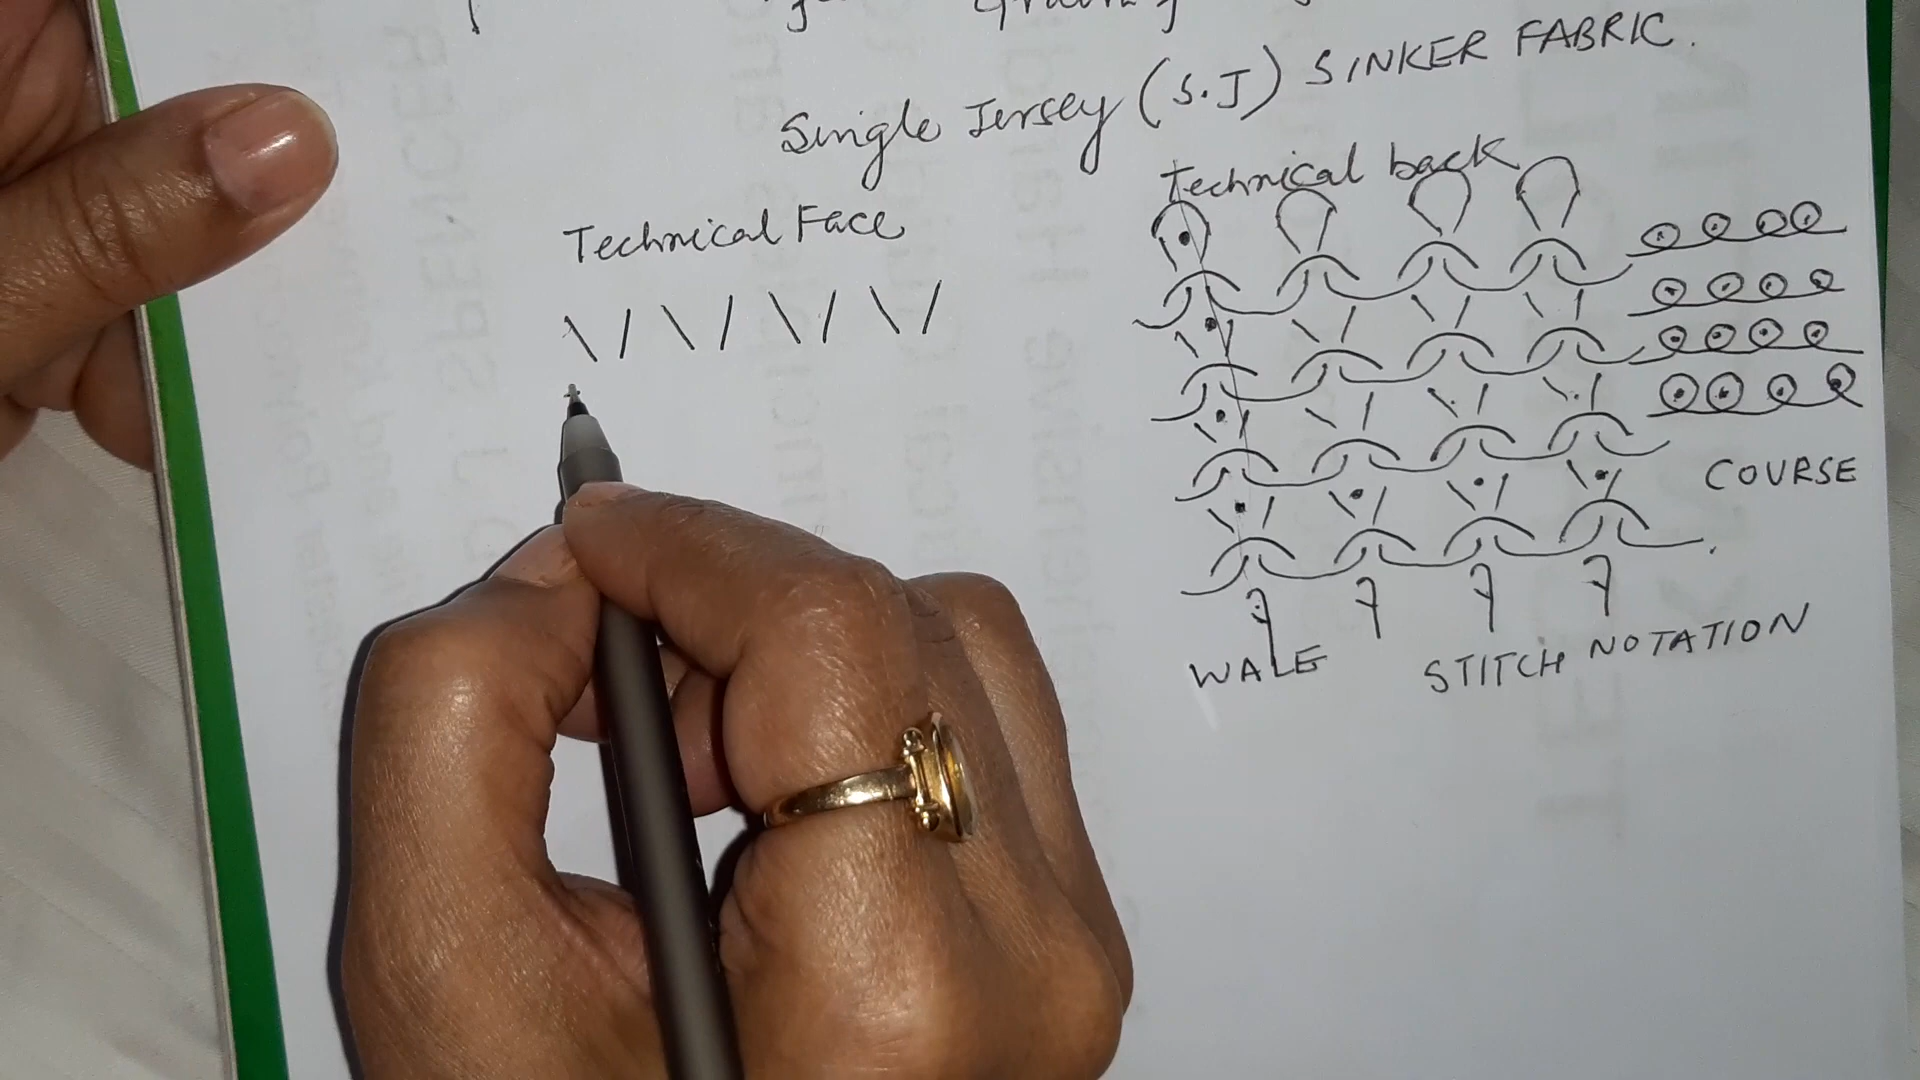 Single Jersey (S.J) SINKER FABRIC.
Technical Face
Technical back
COURSE
WALE
STITCH NOTATION